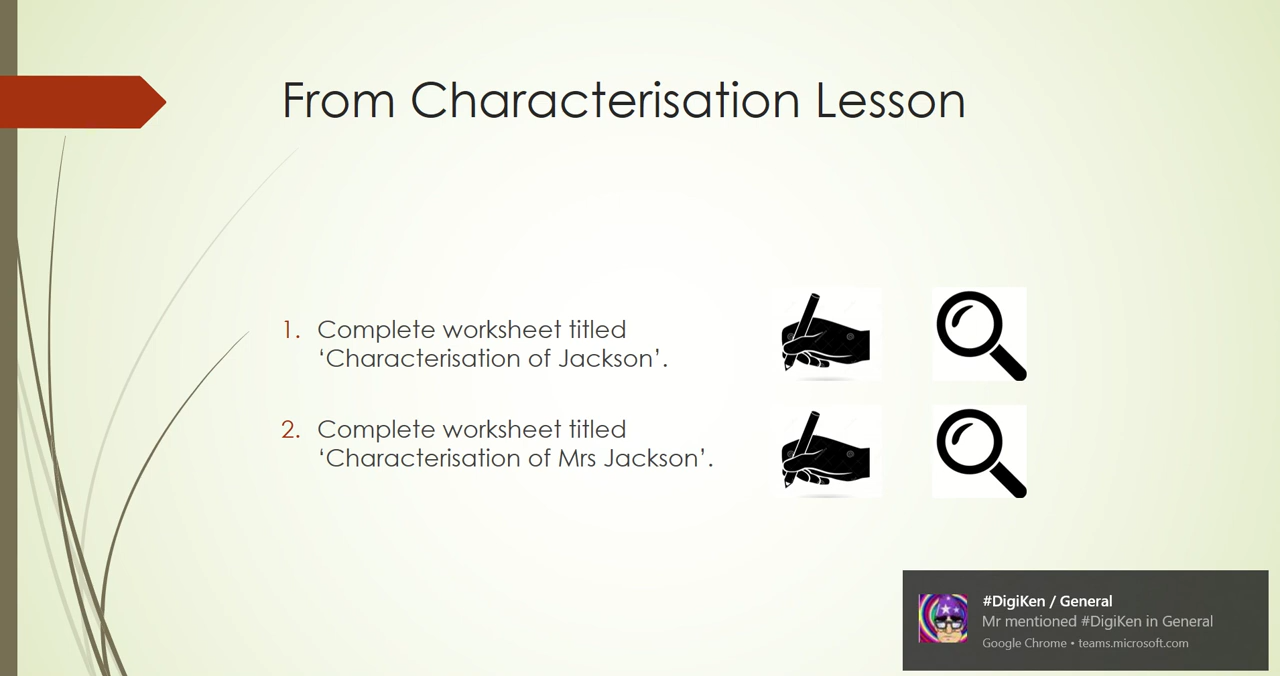 From Characterisation Lesson
1. Complete worksheet titled
‘Characterisation of Jackson’.
2. Complete worksheet titled
‘Characterisation of Mrs Jackson’.
#DigiKen / General
Mr mentioned #DigiKen in General
Google Chrome • teams.microsoft.com